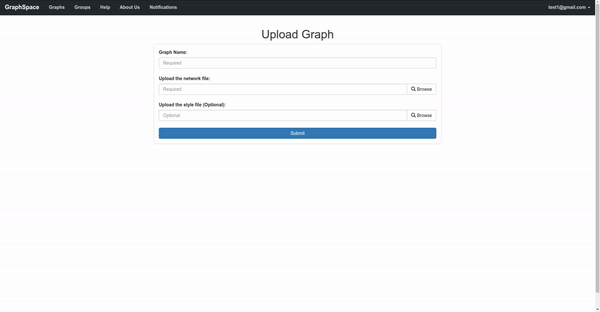 GraphSpace Graphs Groups Help About Us Notifications test1@gmail.com
Upload Graph
Graph Name:
Required
Upload the network file:
Required Browse
Upload the style file (Optional):
Optional Browse
Submit